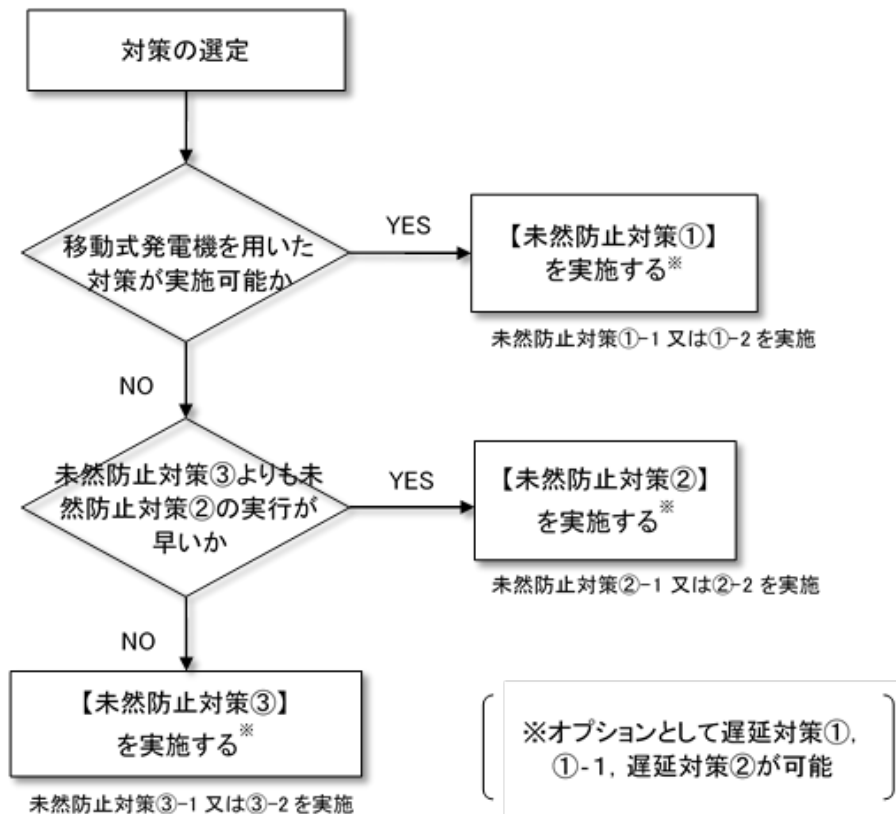 対策の選定
移動式発電機を用いた
対策が実施可能か
YES
【未然防止対策①】
を実施する※
未然防止対策①-1 又は①-2 を実施
NO
未然防止対策③よりも未
然防止対策②の実行が
早いか
YES
【未然防止対策②】
を実施する※
未然防止対策②-1 又は②-2 を実施
NO
【未然防止対策③】
を実施する※
未然防止対策③-1 又は③-2 を実施
※オプションとして遅延対策①,
①-1, 遅延対策②が可能